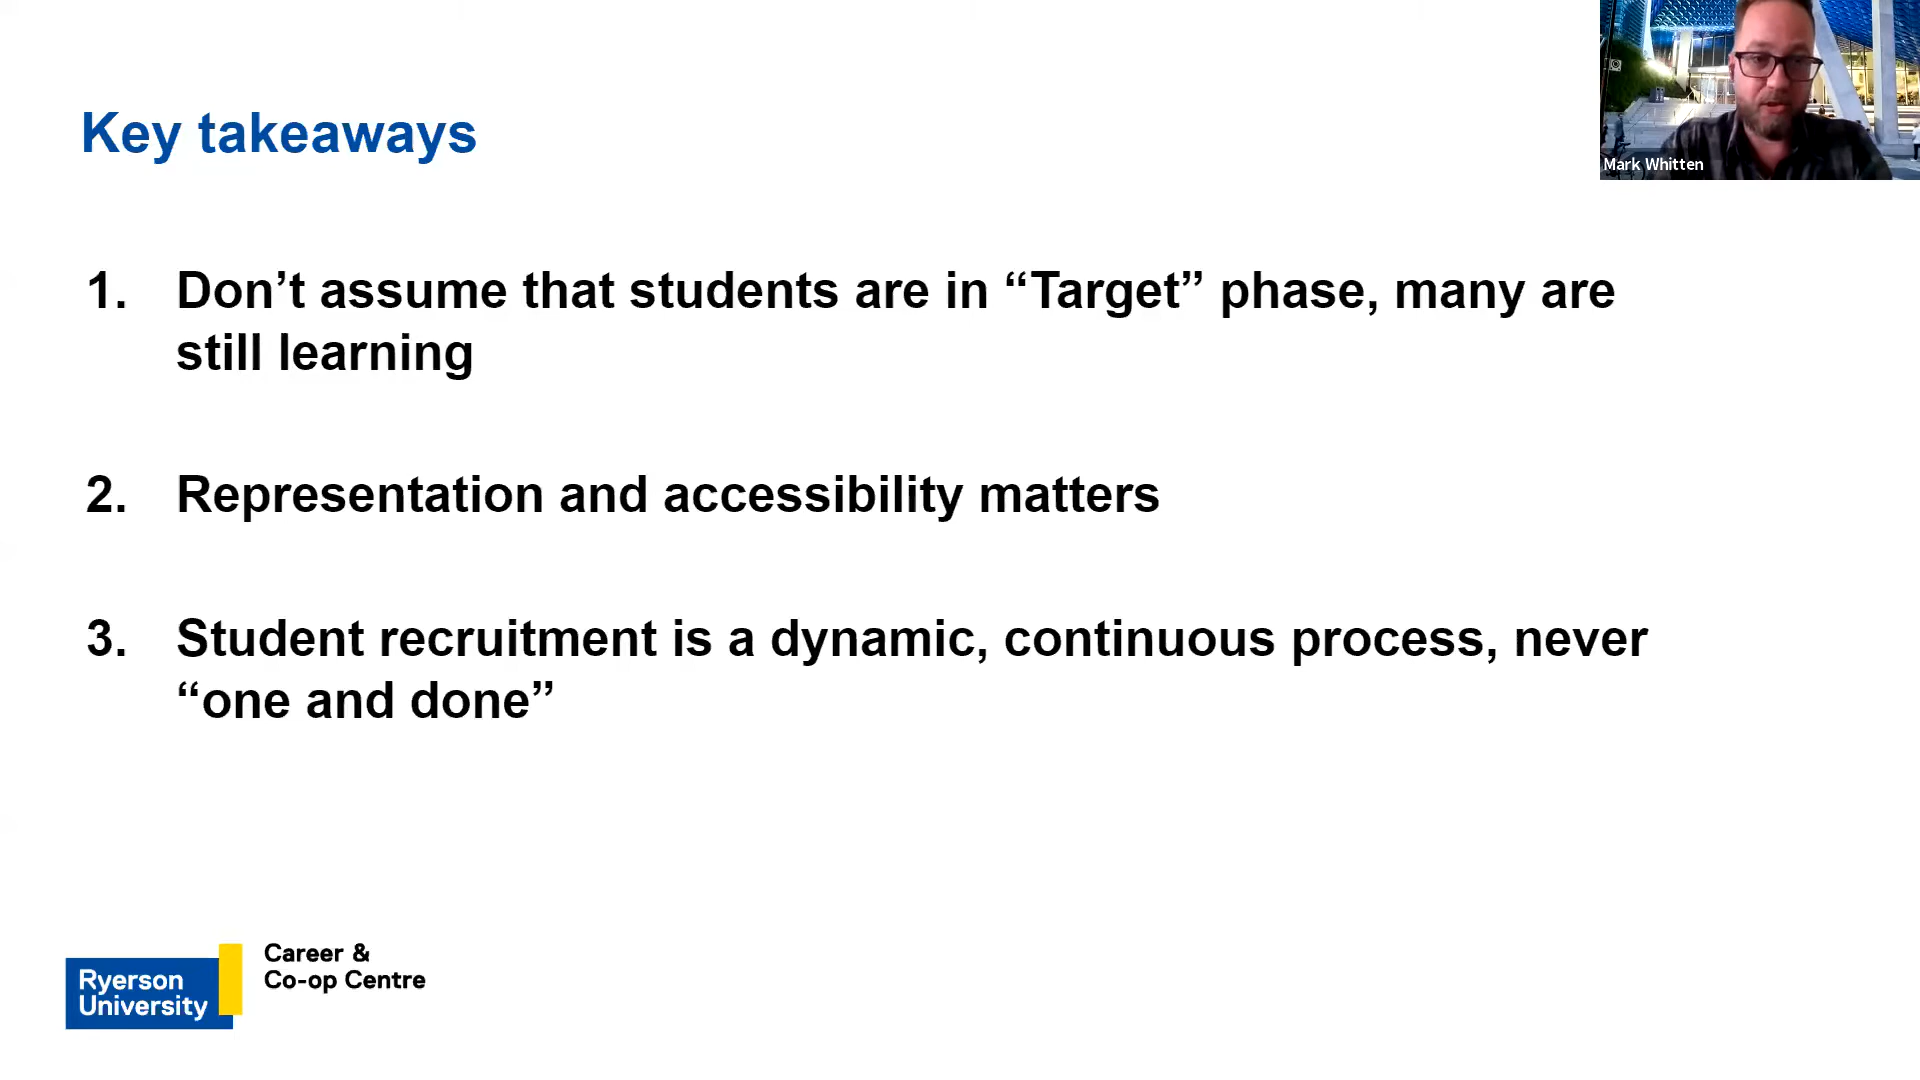 Key takeaways
Mark Whitten
1. Don’t assume that students are in “Target” phase, many are
still learning
2. Representation and accessibility matters
3. Student recruitment is a dynamic, continuous process, never
“one and done”
Ryerson
University
Career &
Co-op Centre